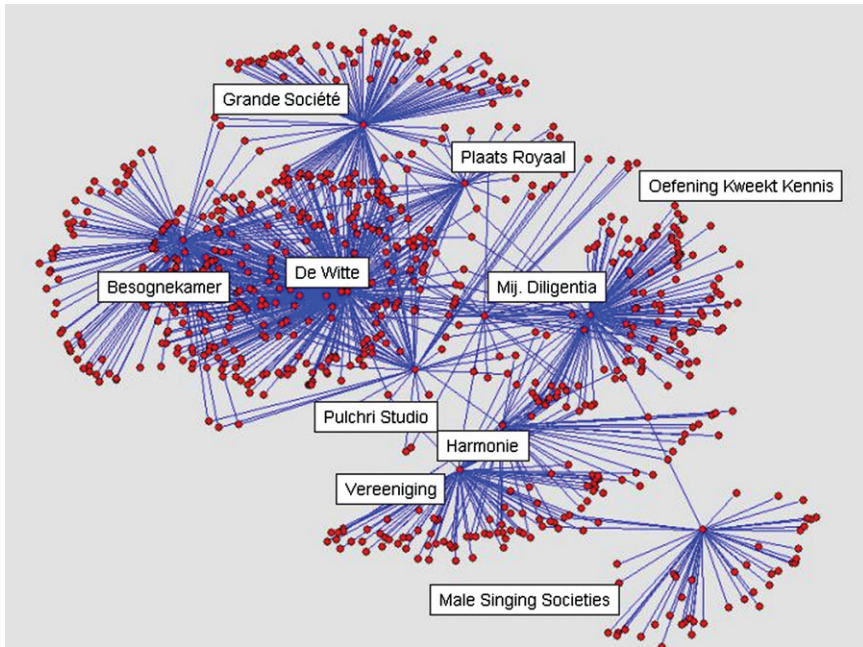 Grande Société
Plaats Royaal
Oefening Kweekt Kennis
De Witte
Besognekamer
Mij. Diligentia
Pulchri Studio
Harmonie
Vereeniging
Male Singing Societies